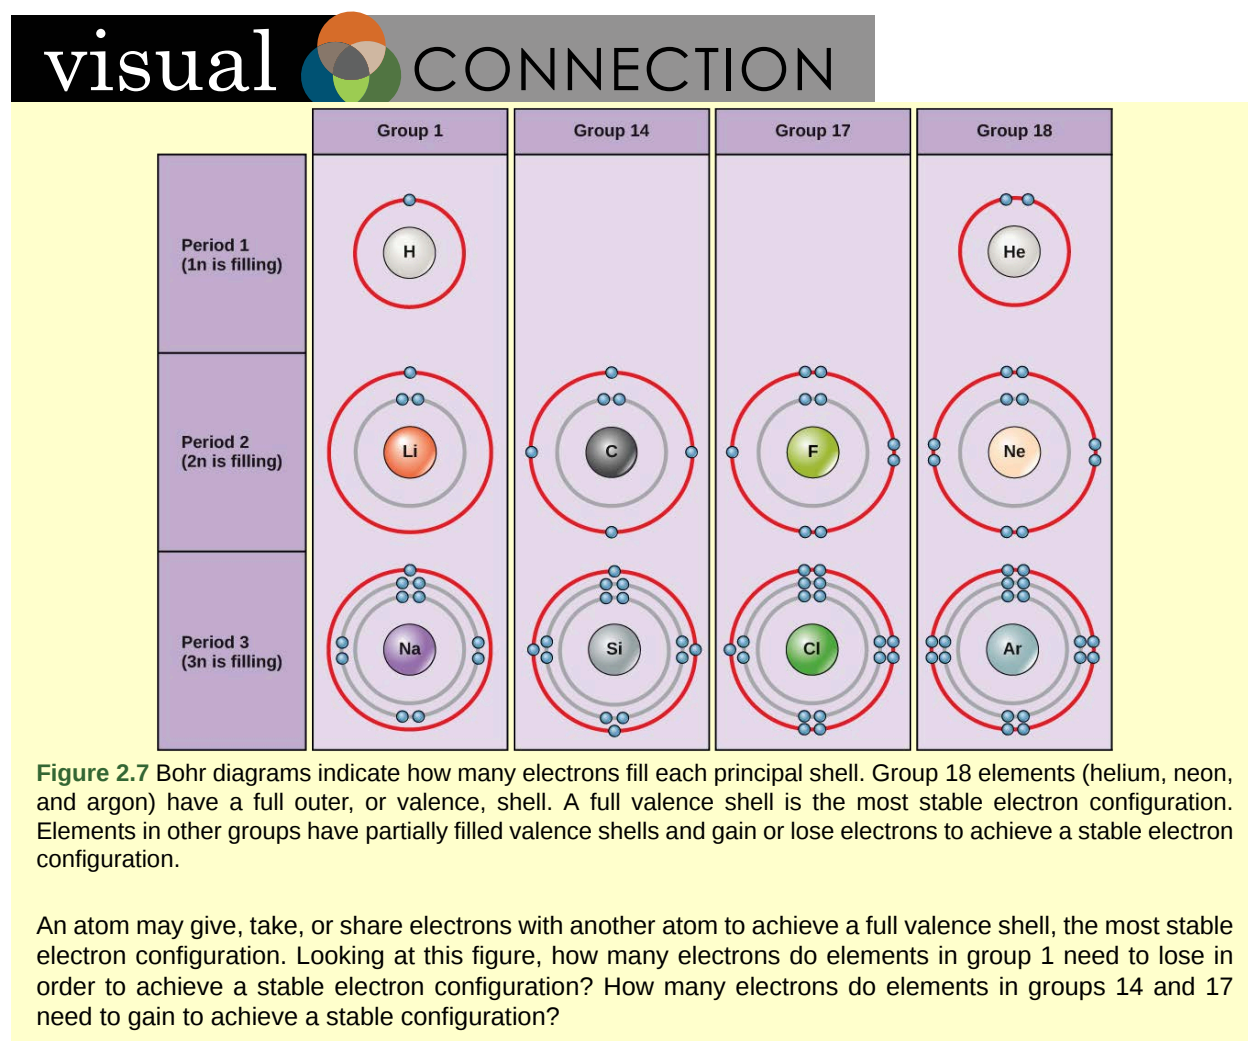 visual CONNECTION
Group 1 Group 14 Group 17 Group 18
Period 1
(1n is filling)
H He
Period 2
(2n is filling)
Li C F Ne
Period 3
(3n is filling)
Na Si Cl Ar
Figure 2.7 Bohr diagrams indicate how many electrons fill each principal shell. Group 18 elements (helium, neon,
and argon) have a full outer, or valence, shell. A full valence shell is the most stable electron configuration.
Elements in other groups have partially filled valence shells and gain or lose electrons to achieve a stable electron
configuration.
An atom may give, take, or share electrons with another atom to achieve a full valence shell, the most stable
electron configuration. Looking at this figure, how many electrons do elements in group 1 need to lose in
order to achieve a stable electron configuration? How many electrons do elements in groups 14 and 17
need to gain to achieve a stable configuration?